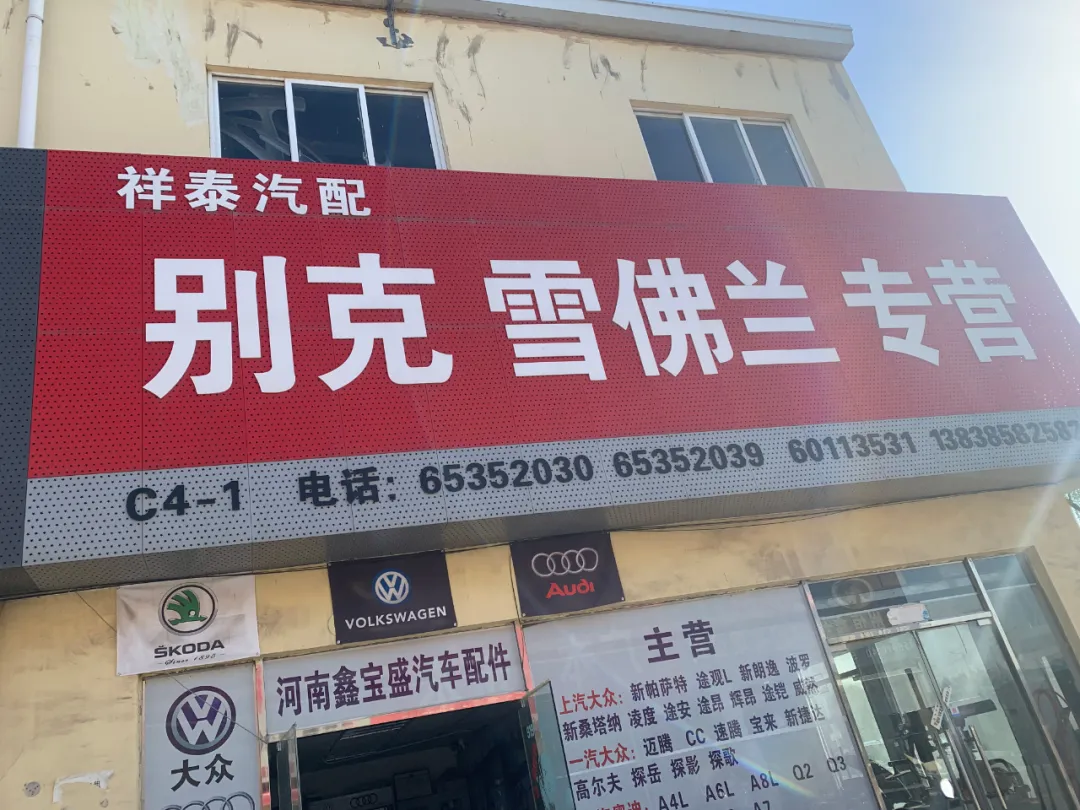 祥泰汽配
别克 雪佛兰 专营
C4-1 电话: 65352030 65352039 60113531 13838582582
ŠKODA
VOLKSWAGEN
Audi
河南鑫宝盛汽车配件
大众
主营
上汽大众: 新帕萨特 途观L 新朗逸 波罗
新桑塔纳 凌度 途安 途昂 辉昂 途铠 威然
一汽大众: 迈腾 CC 速腾 宝来 新捷达
高尔夫 探岳 探影 探歌
A4L A6L A8L Q2 Q3
A7